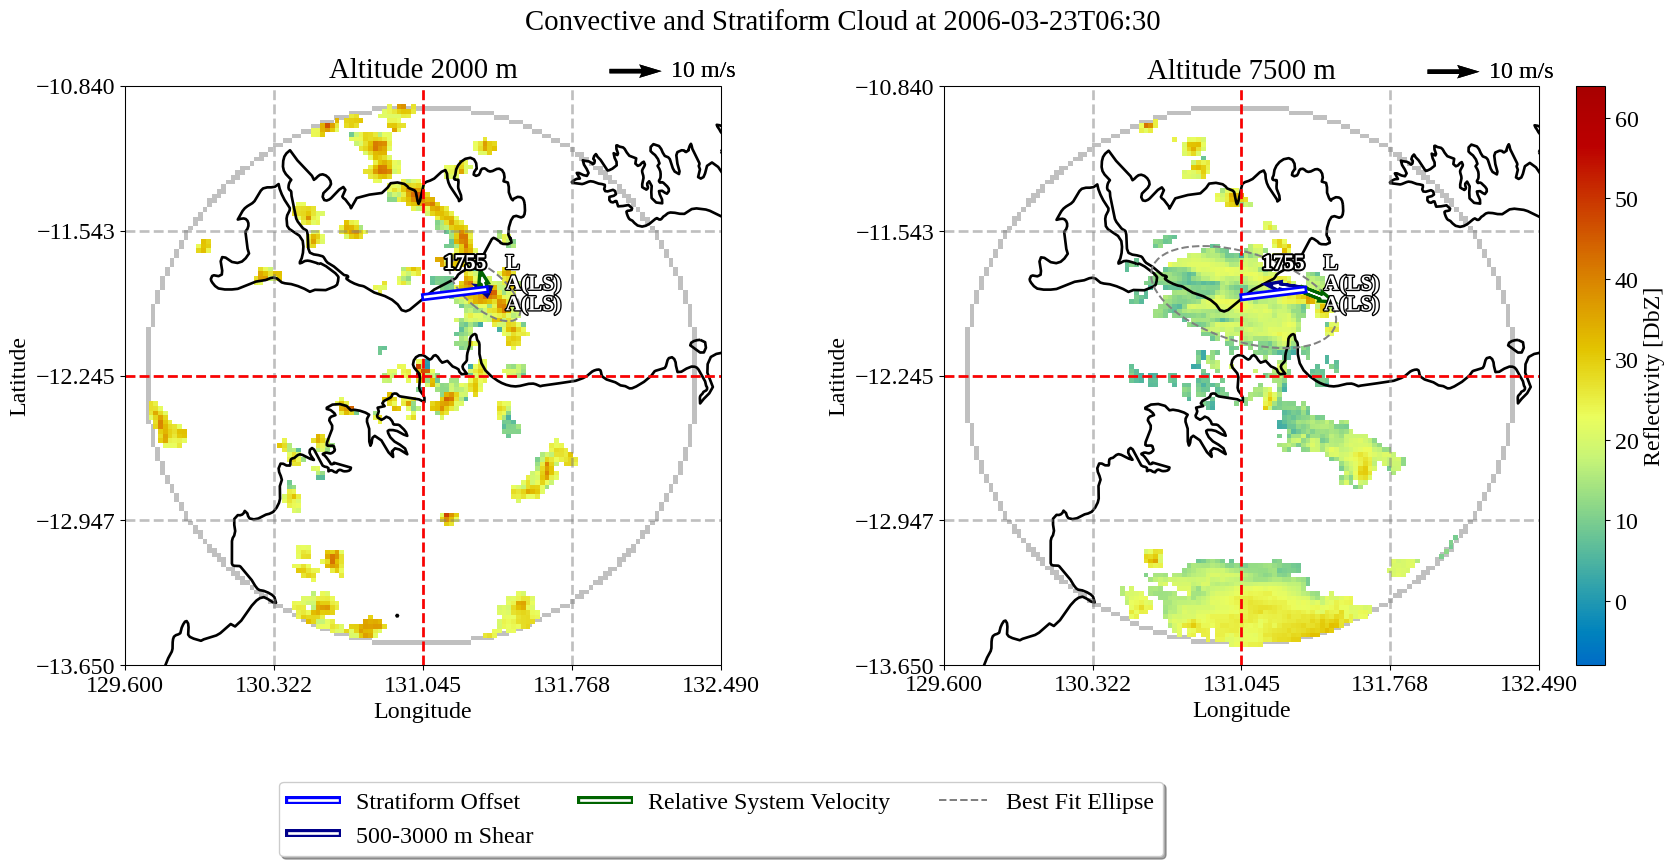 Convective and Stratiform Cloud at 2006-03-23T06:30
Altitude 2000 m
10 m/s
−10.840
−11.543
−12.245
−12.947
−13.650
Latitude
1755
L
A(LS)
A(LS)
129.600
130.322
131.045
131.768
132.490
Longitude
Altitude 7500 m
10 m/s
−10.840
−11.543
−12.245
−12.947
−13.650
Latitude
1755
L
A(LS)
A(LS)
129.600
130.322
131.045
131.768
132.490
Longitude
60
50
40
30
20
10
0
Reflectivity [DbZ]
Stratiform Offset
Relative System Velocity
Best Fit Ellipse
500-3000 m Shear